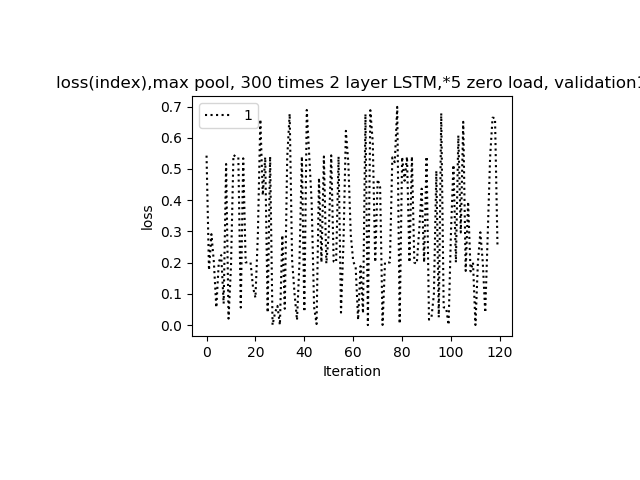 loss(index),max pool, 300 times 2 layer LSTM,*5 zero load, validation1
0.7
0.6
0.5
0.4
0.3
0.2
0.1
0.0
loss
1
0 20 40 60 80 100 120
Iteration